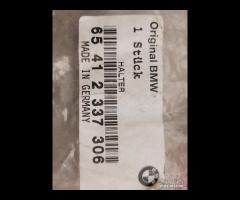 Original BMW
1 Stück
HALTER
65 41 2 337 306
MADE IN GERMANY